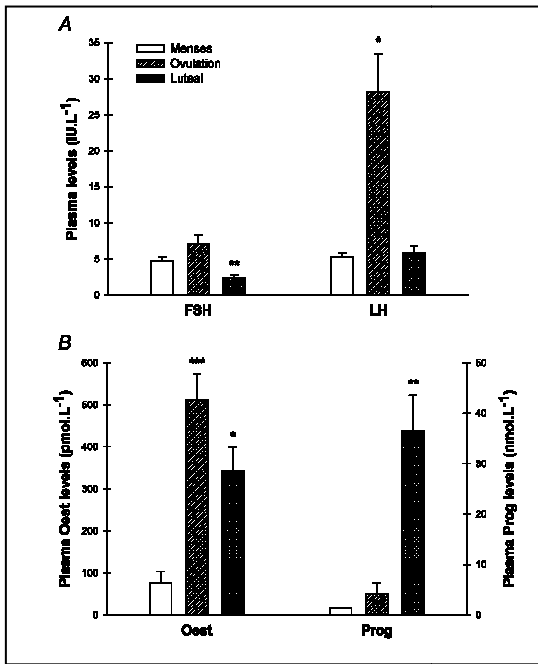 A
Menses
Ovulation
Luteal
Plasma levels (IU.L⁻¹)
35
30
25
20
15
10
5
0
*
**
FSH
LH
B
Plasma Oest levels (pmol.L⁻¹)
600
500
400
300
200
100
0
***
*
**
Plasma Prog levels (nmol.L⁻¹)
50
40
30
20
10
0
Oest
Prog